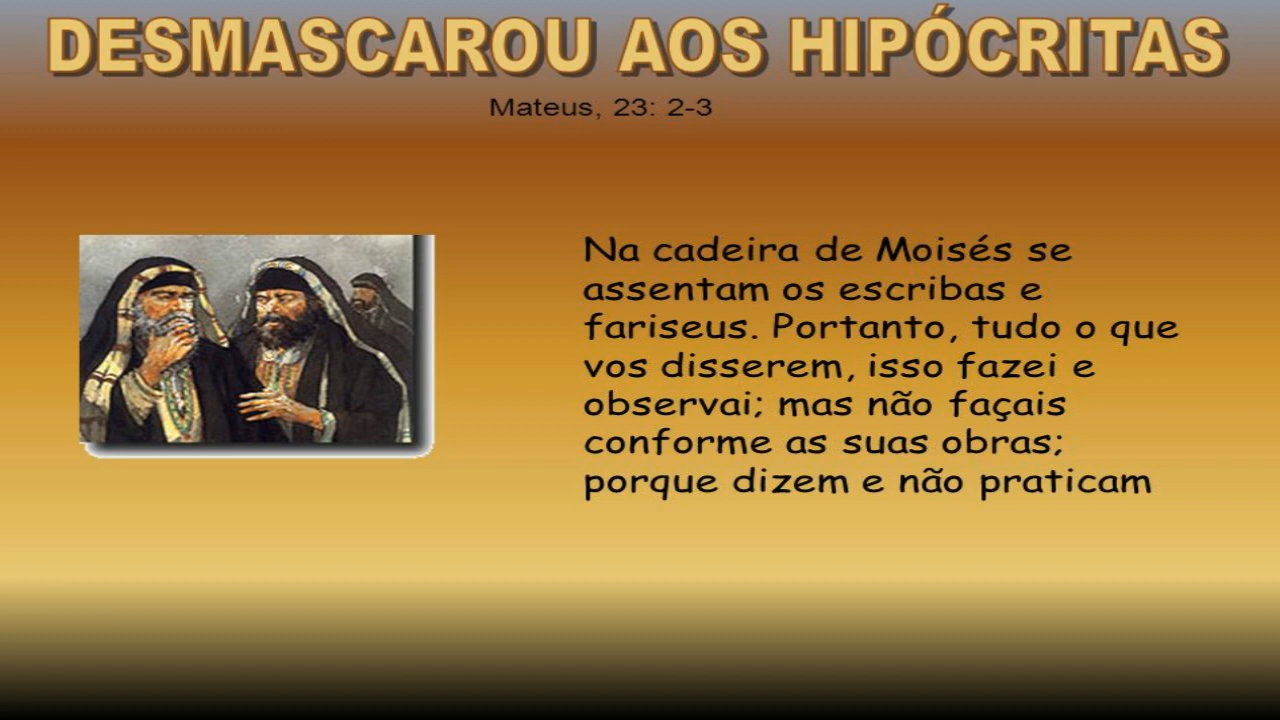 DESMASCAROU AOS HIPÓCRITAS
Mateus, 23: 2-3
Na cadeira de Moisés se
assentam os escribas e
fariseus. Portanto, tudo o que
vos disserem, isso fazei e
observai; mas não façais
conforme as suas obras;
porque dizem e não praticam